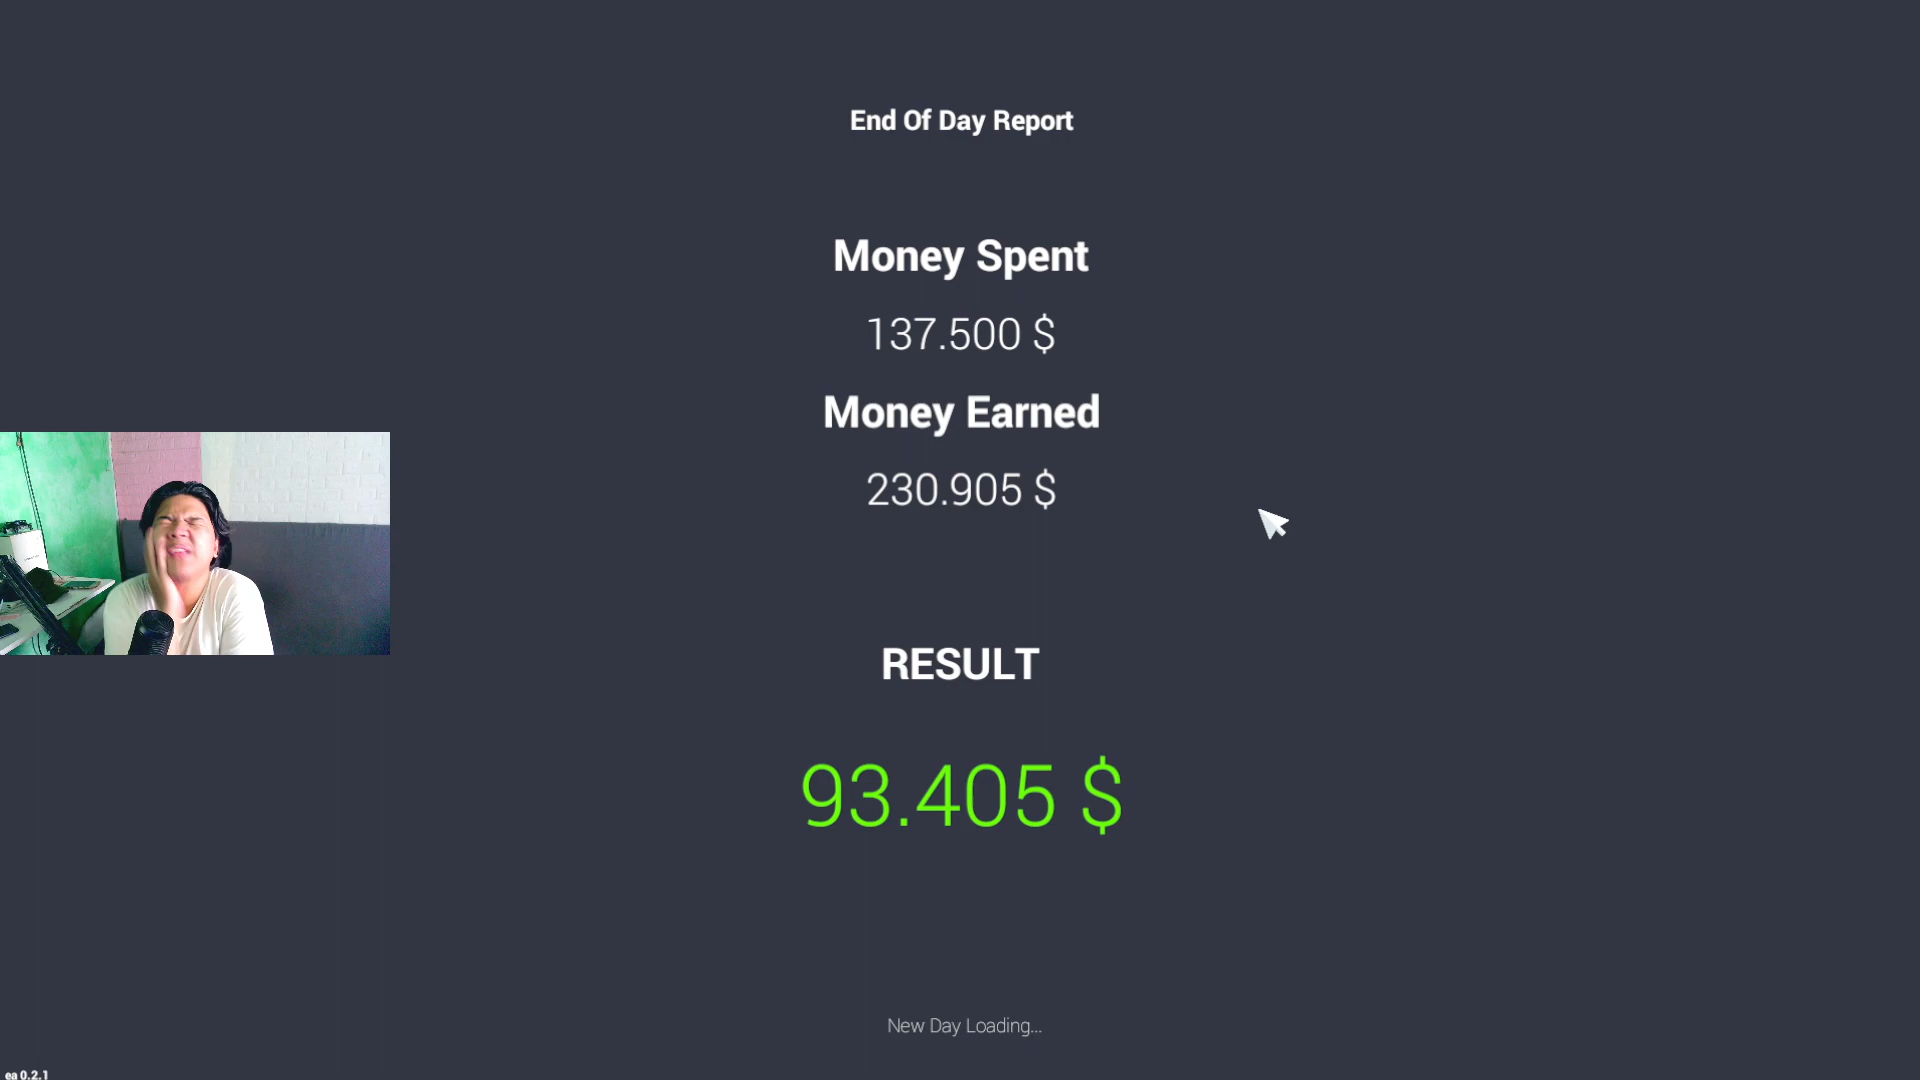 End Of Day Report
Money Spent
137.500 $
Money Earned
230.905 $
RESULT
93.405 $
New Day Loading...
ea 0.2.1